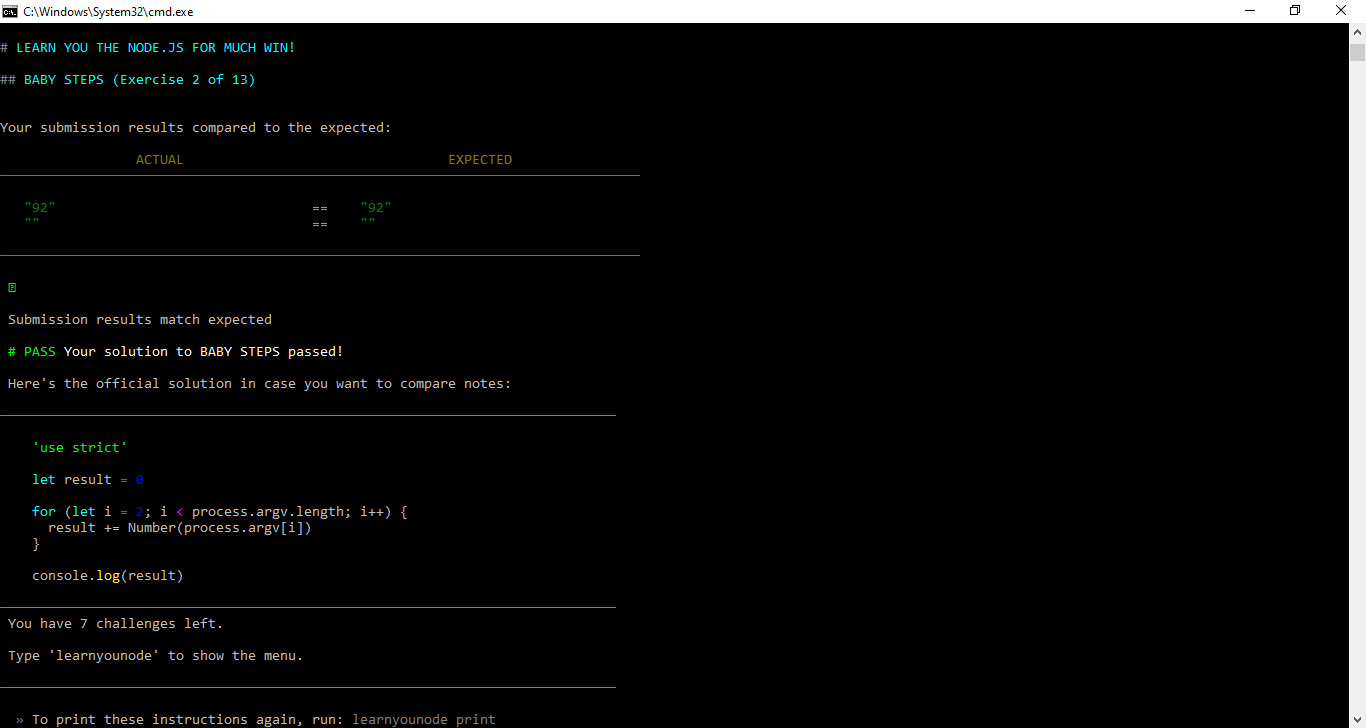 C:\Windows\System32\cmd.exe
# LEARN YOU THE NODE.JS FOR MUCH WIN!
## BABY STEPS (Exercise 2 of 13)
Your submission results compared to the expected:
ACTUAL EXPECTED
"92" == "92"
"" == ""
Submission results match expected
# PASS Your solution to BABY STEPS passed!
Here's the official solution in case you want to compare notes:
'use strict'
let result = 0
for (let i = 2; i < process.argv.length; i++) {
result += Number(process.argv[i])
}
console.log(result)
You have 7 challenges left.
Type 'learnyounode' to show the menu.
» To print these instructions again, run: learnyounode print